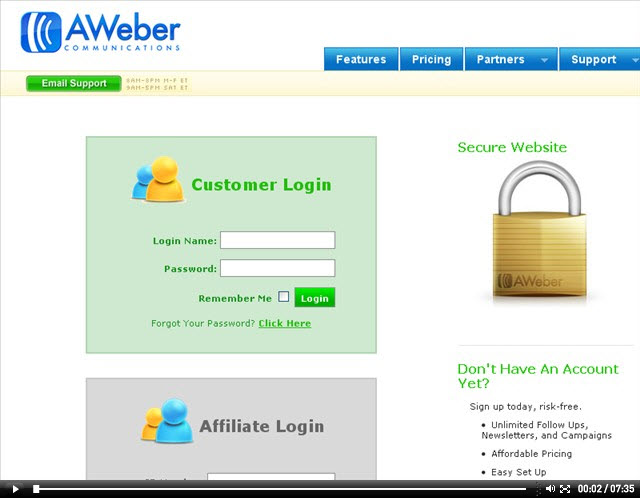 AWeber
COMMUNICATIONS
Features
Pricing
Partners
Support
Email Support
8AM-8PM M-F ET
9AM-5PM SAT ET
Customer Login
Login Name:
Password:
Remember Me
Login
Forgot Your Password? Click Here
Affiliate Login
Secure Website
AWeber
Don't Have An Account
Yet?
Sign up today, risk-free.
• Unlimited Follow Ups,
Newsletters, and Campaigns
• Affordable Pricing
• Easy Set Up
00:02 / 07:35